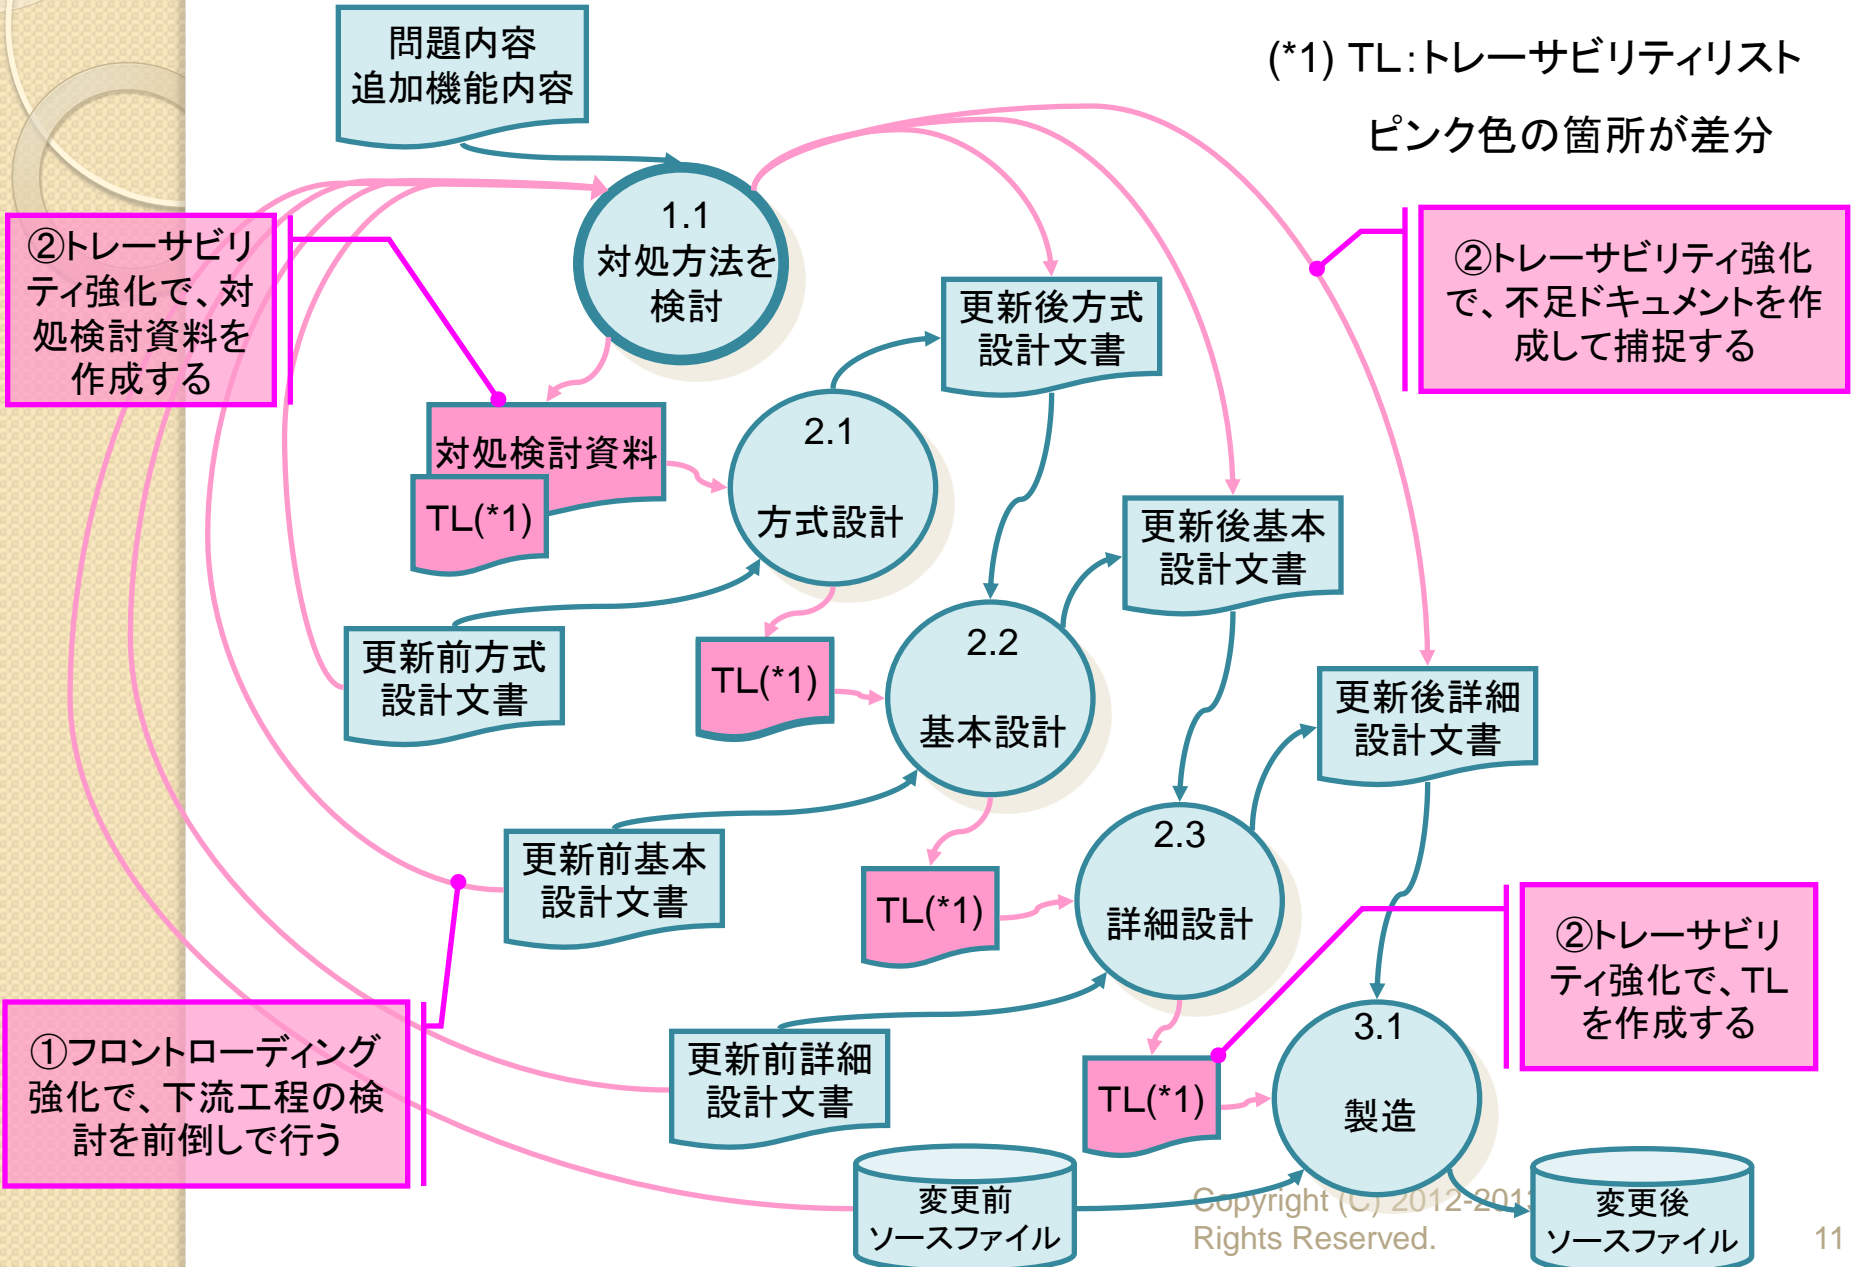 問題内容
追加機能内容
(*1) TL:トレーサビリティリスト
ピンク色の箇所が差分
1.1
対処方法を
検討
②トレーサビリ
ティ強化で、対
処検討資料を
作成する
②トレーサビリティ強化
で、不足ドキュメントを作
成して捕捉する
更新後方式
設計文書
対処検討資料
TL(*1)
2.1
方式設計
更新後基本
設計文書
更新前方式
設計文書
TL(*1)
2.2
基本設計
更新後詳細
設計文書
更新前基本
設計文書
TL(*1)
2.3
詳細設計
②トレーサビリ
ティ強化で、TL
を作成する
①フロントローディング
強化で、下流工程の検
討を前倒しで行う
更新前詳細
設計文書
TL(*1)
3.1
製造
変更前
ソースファイル
Copyright (C) 2012-201
Rights Reserved.
変更後
ソースファイル
11